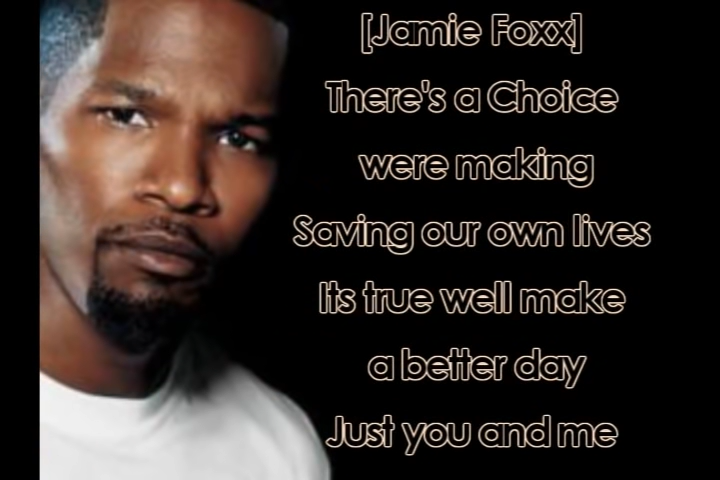 [Jamie Foxx]
There's a Choice
were making
Saving our own lives
Its true well make
a better day
Just you and me